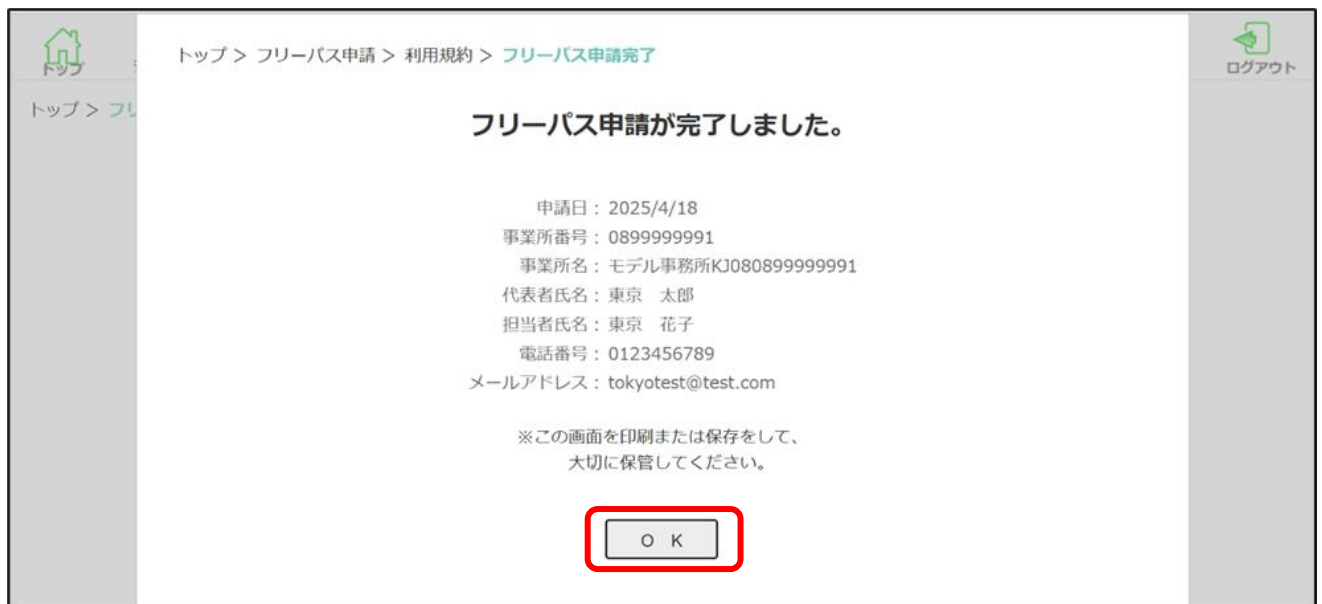 トップ
トップ > フリーパス申請 > 利用規約 > フリーパス申請完了
ログアウト
トップ >
フリーパス申請が完了しました。
申請日： 2025/4/18
事業所番号： 0899999991
事業所名： モデル事務所KJ080899999991
代表者氏名： 東京　太郎
担当者氏名： 東京　花子
電話番号： 0123456789
メールアドレス： tokyotest@test.com
※この画面を印刷または保存をして、
大切に保管してください。
Ｏ Ｋ